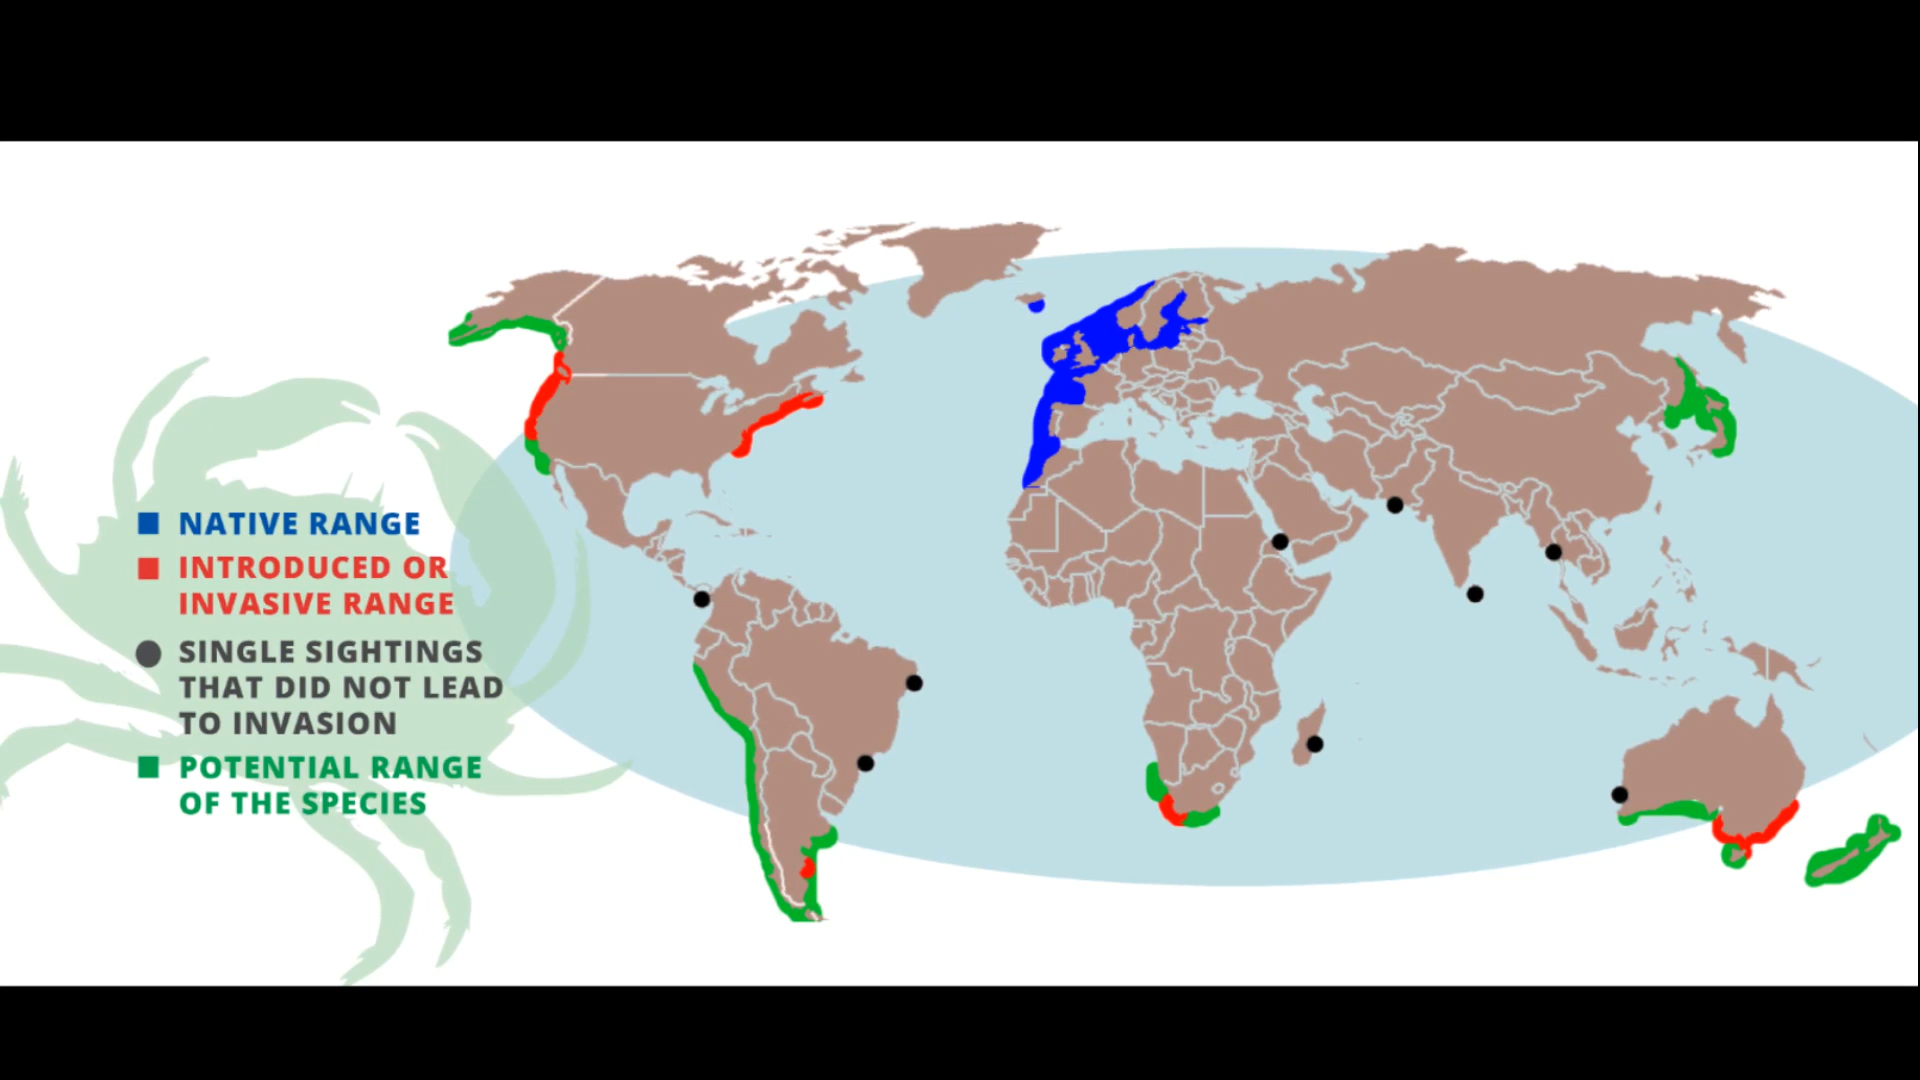 NATIVE RANGE
INTRODUCED OR
INVASIVE RANGE
SINGLE SIGHTINGS
THAT DID NOT LEAD
TO INVASION
POTENTIAL RANGE
OF THE SPECIES